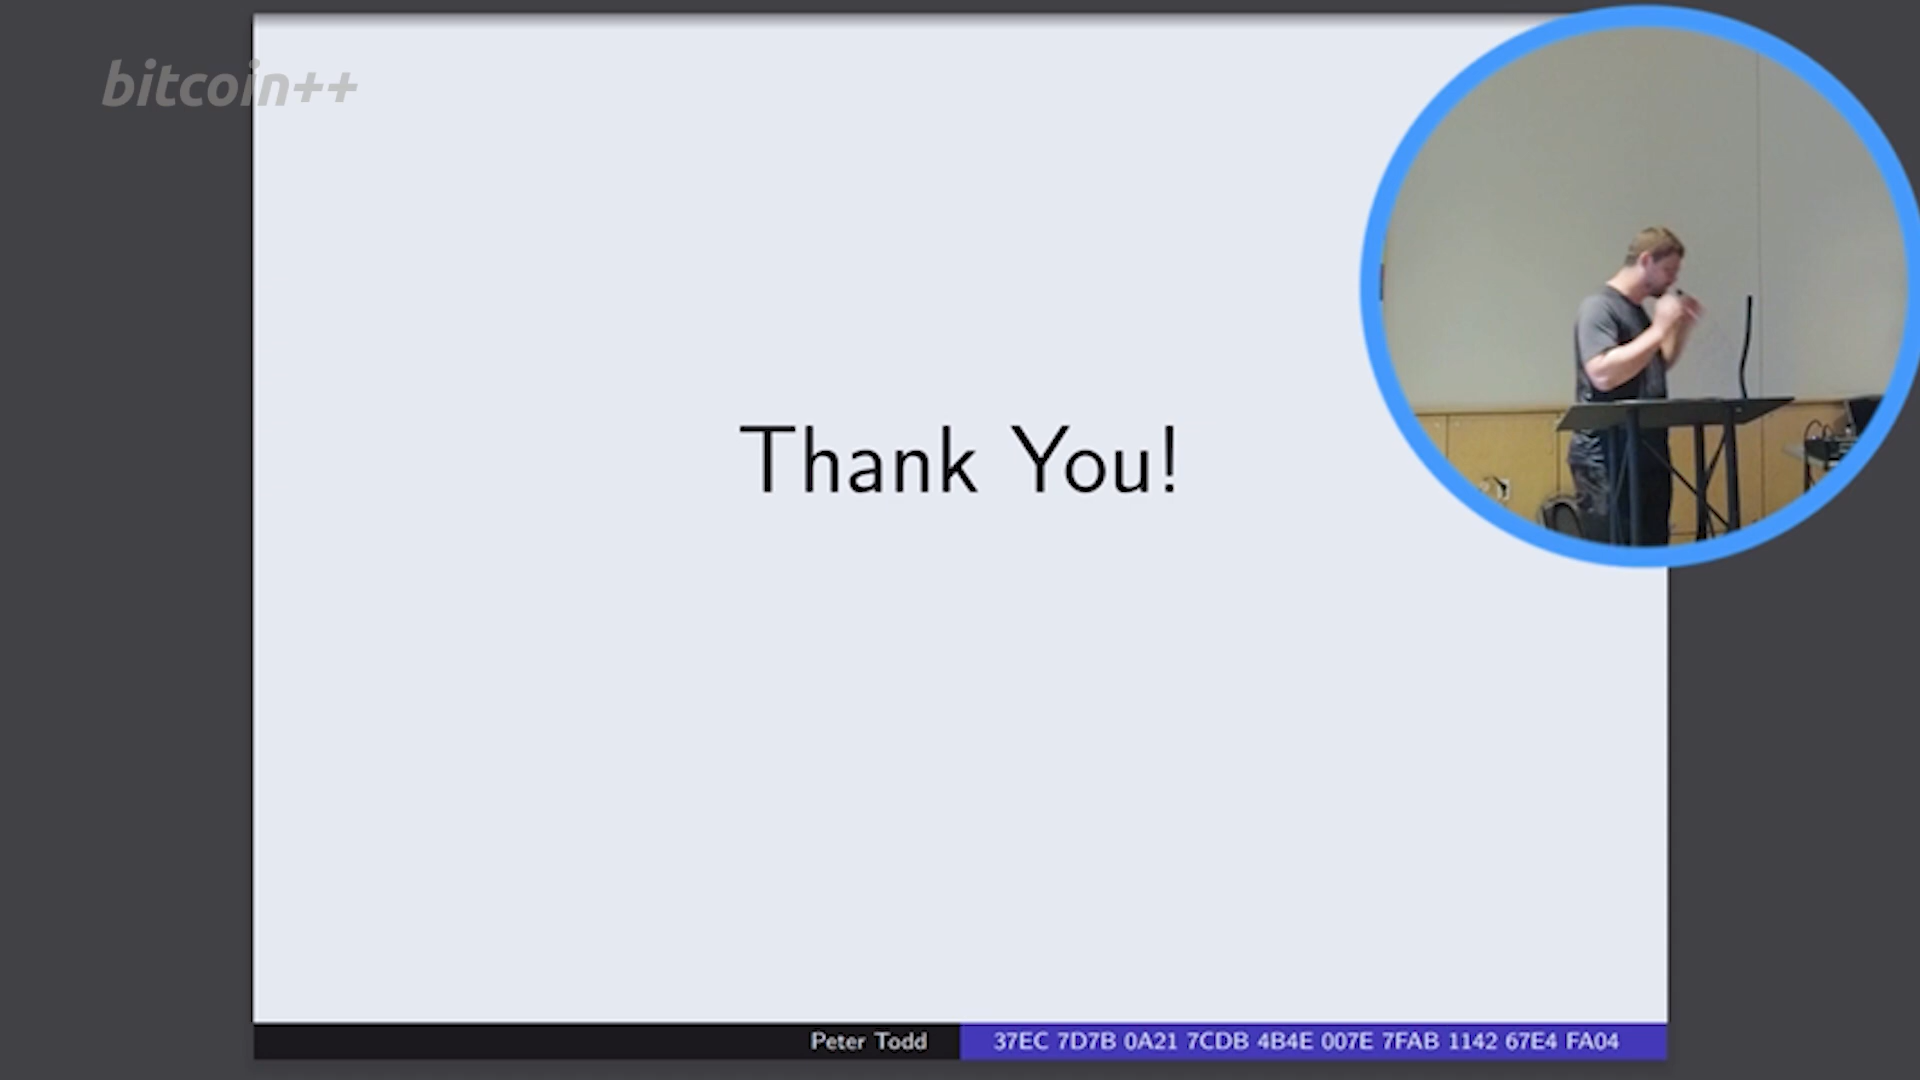 bitcoin++
Thank You!
Peter Todd
37EC 7D7B 0A21 7CDB 4B4E 007E 7FAB 1142 67E4 FA04